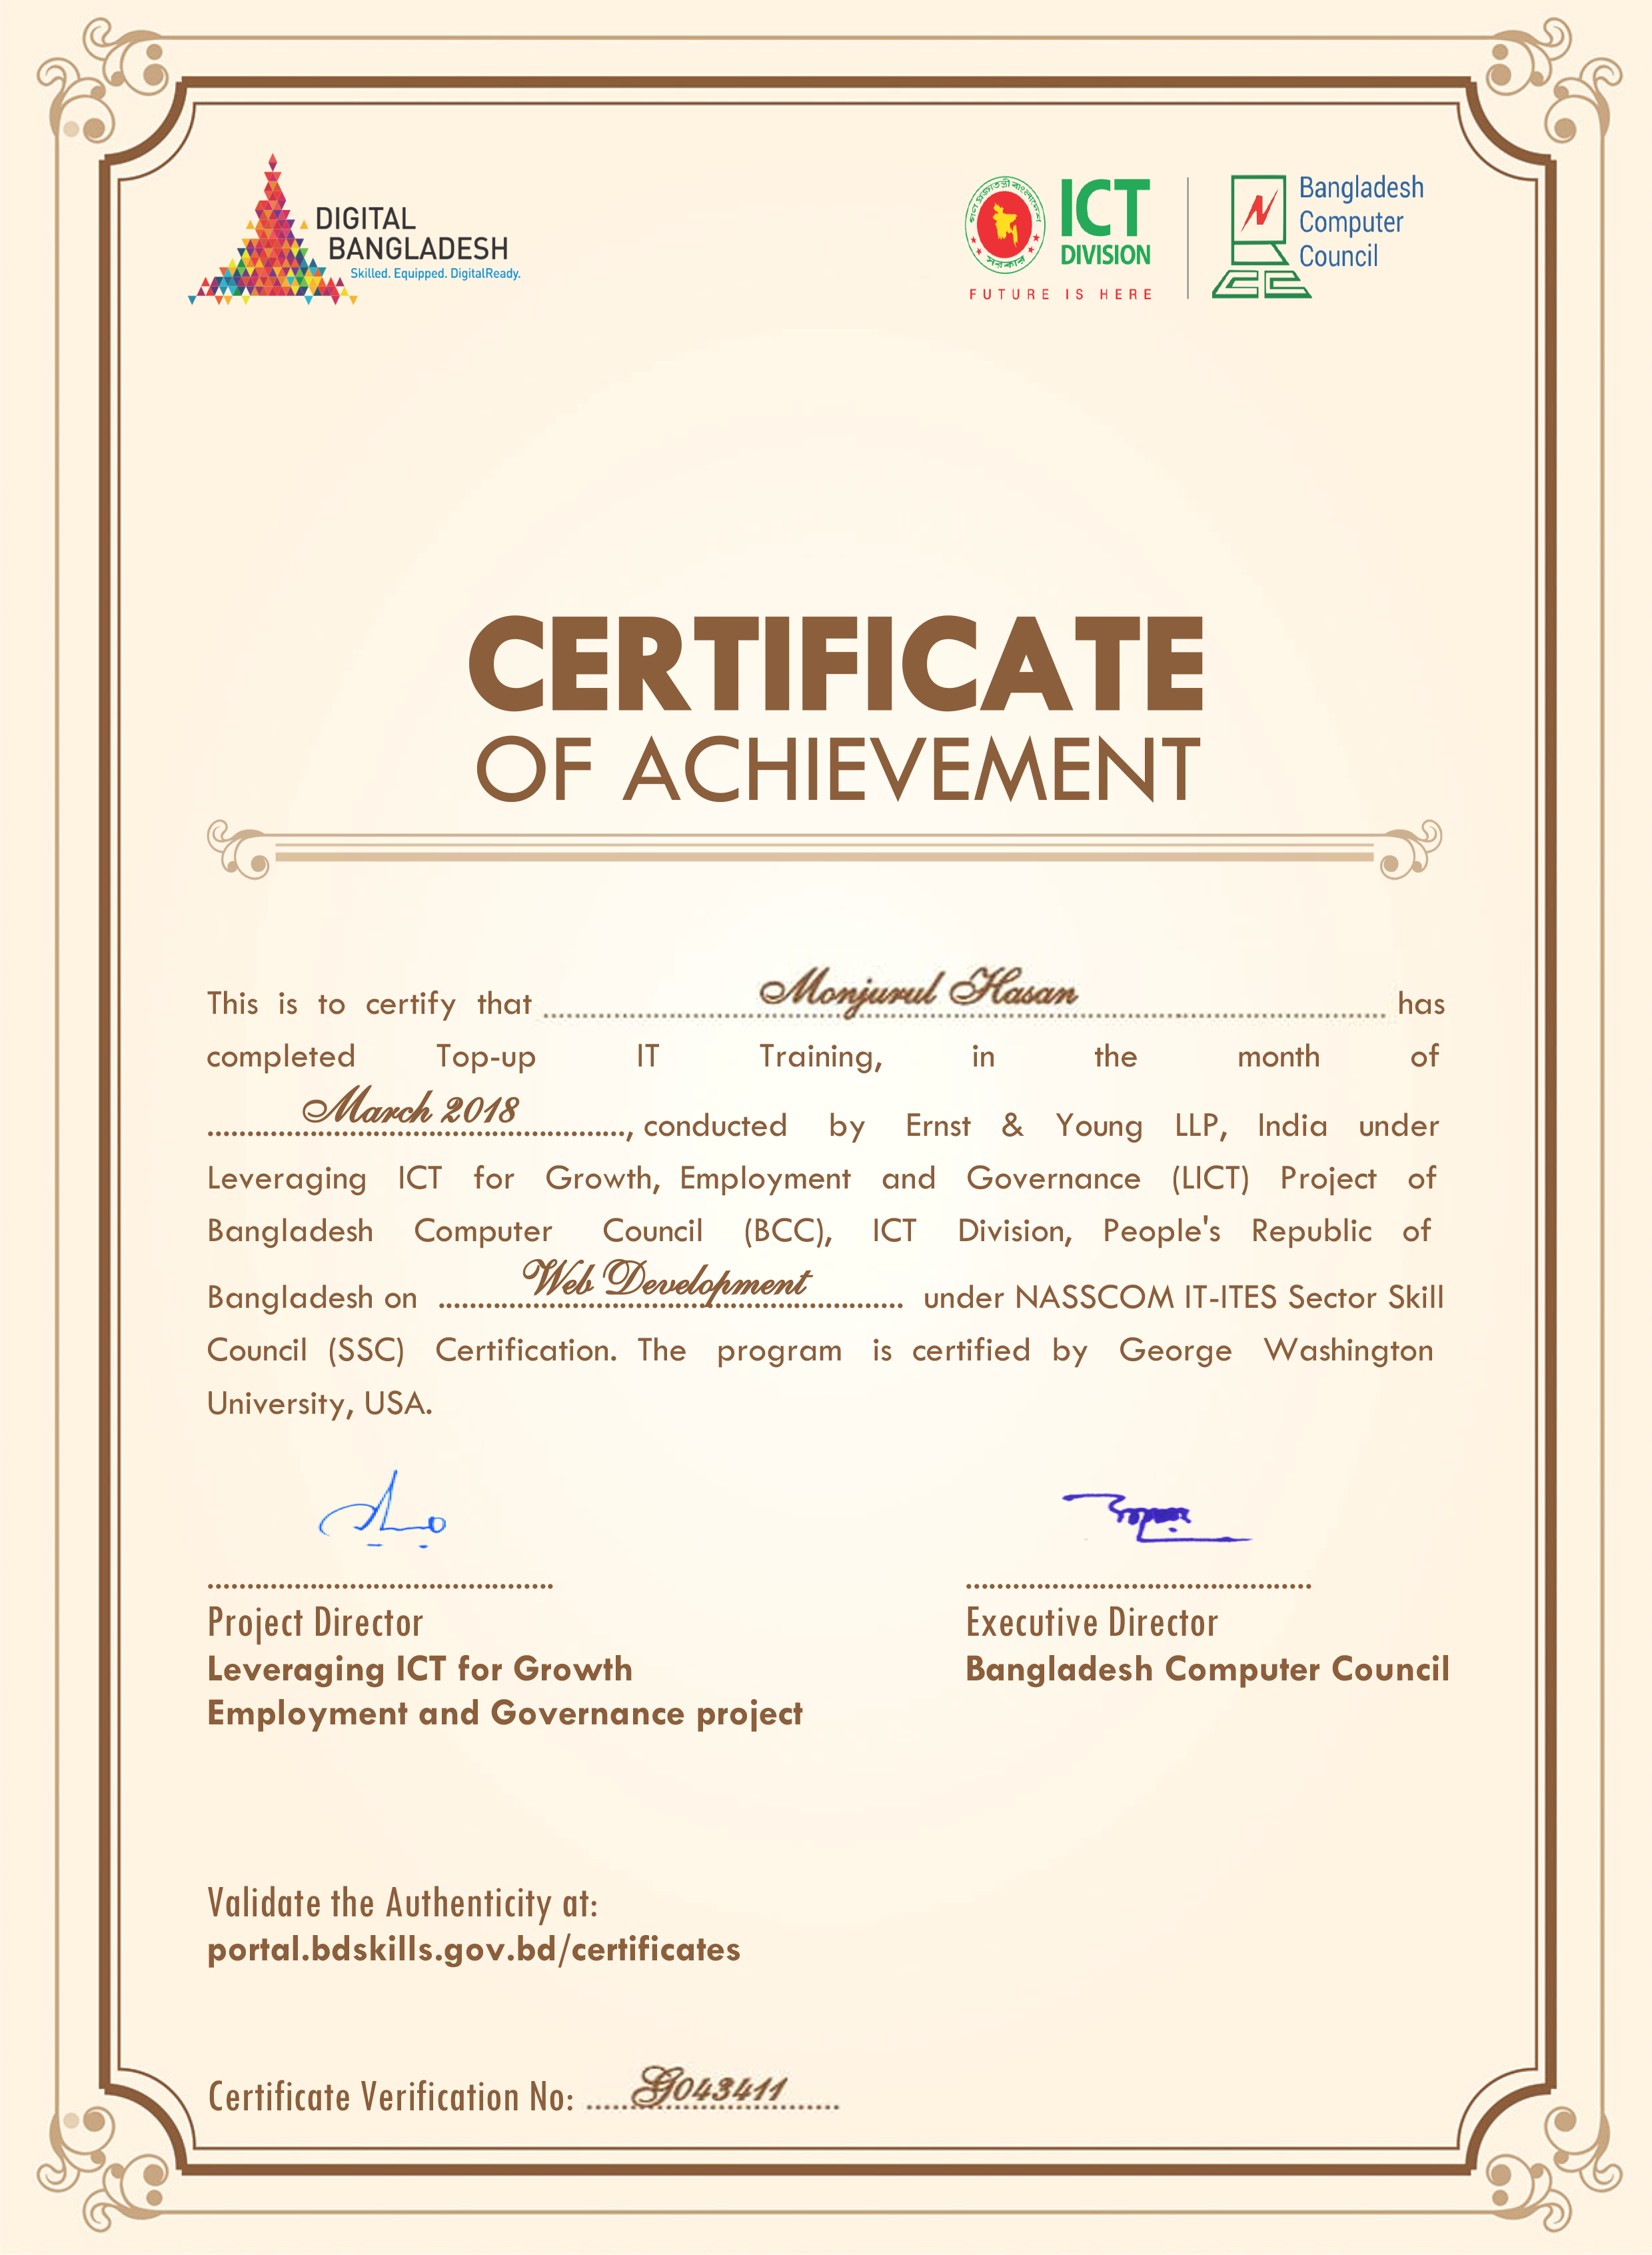 DIGITAL
BANGLADESH
Skilled. Equipped. DigitalReady.
গণপ্রজাতন্ত্রী বাংলাদেশ
সরকার
ICT
DIVISION
FUTURE IS HERE
Bangladesh
Computer
Council
CERTIFICATE
OF ACHIEVEMENT
This is to certify that Monjurul Hasan has
completed Top-up IT Training, in the month of
March 2018, conducted by Ernst & Young LLP, India under
Leveraging ICT for Growth, Employment and Governance (LICT) Project of
Bangladesh Computer Council (BCC), ICT Division, People's Republic of
Bangladesh on Web Development under NASSCOM IT-ITES Sector Skill
Council (SSC) Certification. The program is certified by George Washington
University, USA.
Project Director
Leveraging ICT for Growth
Employment and Governance project
Executive Director
Bangladesh Computer Council
Validate the Authenticity at:
portal.bdskills.gov.bd/certificates
Certificate Verification No: G043411